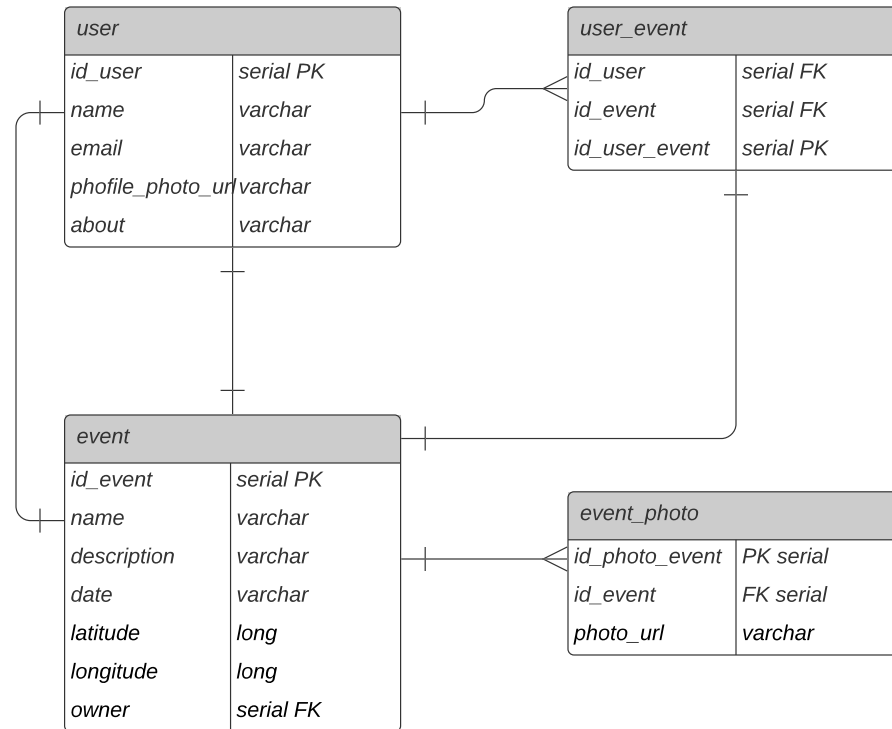 user
id_user serial PK
name varchar
email varchar
phofile_photo_url varchar
about varchar
user_event
id_user serial FK
id_event serial FK
id_user_event serial PK
event
id_event serial PK
name varchar
description varchar
date varchar
latitude long
longitude long
owner serial FK
event_photo
id_photo_event PK serial
id_event FK serial
photo_url varchar